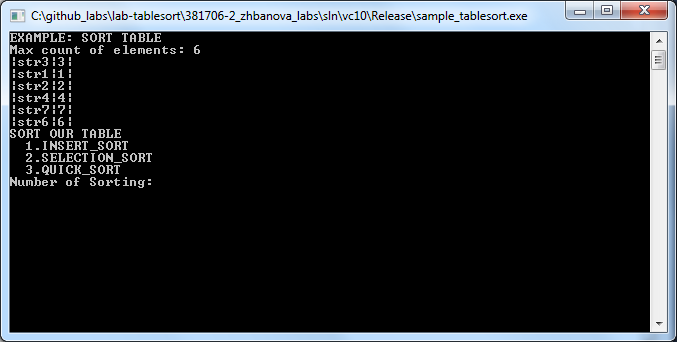 C:\github_labs\lab-tablesort\381706-2_zhbanova_labs\sln\vc10\Release\sample_tablesort.exe
EXAMPLE: SORT TABLE
Max count of elements: 6
|str3|3|
|str1|1|
|str2|2|
|str4|4|
|str7|7|
|str6|6|
SORT OUR TABLE
  1.INSERT_SORT
  2.SELECTION_SORT
  3.QUICK_SORT
Number of Sorting: